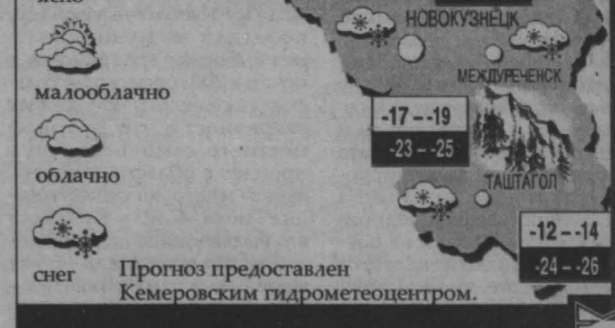 ясно
НОВОКУЗНЕЦК
малооблачно
МЕЖДУРЕЧЕНСК
-17 – -19
-23 – -25
облачно
ТАШТАГОЛ
-12 – -14
-24 – -26
снег
Прогноз предоставлен
Кемеровским гидрометеоцентром.